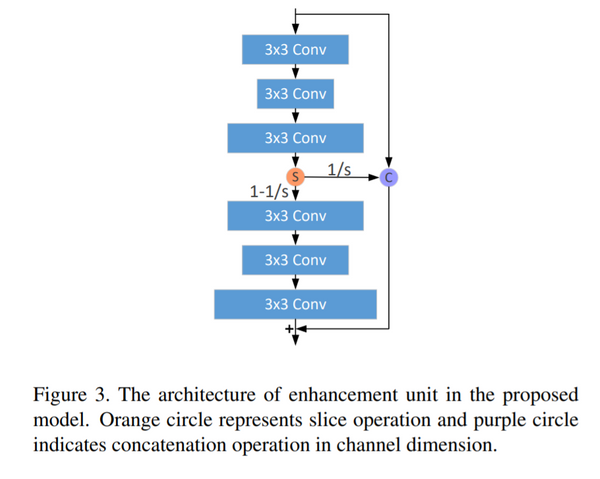 3x3 Conv
3x3 Conv
3x3 Conv
S
1/s
C
1-1/s
3x3 Conv
3x3 Conv
3x3 Conv
+
Figure 3. The architecture of enhancement unit in the proposed
model. Orange circle represents slice operation and purple circle
indicates concatenation operation in channel dimension.